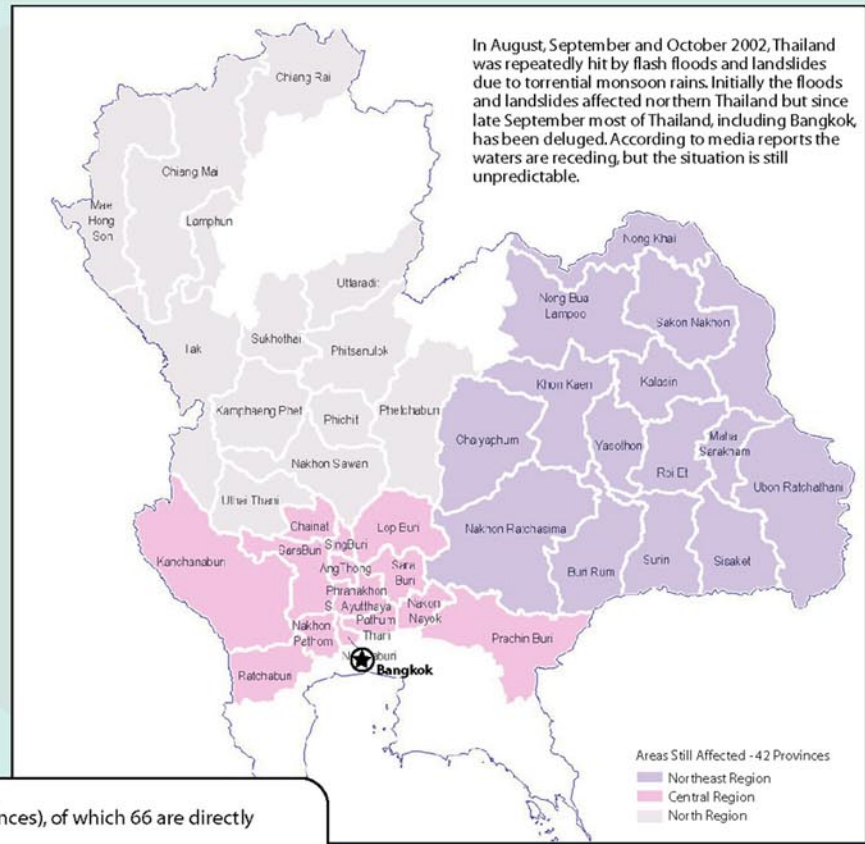 In August, September and October 2002, Thailand
was repeatedly hit by flash floods and landslides
due to torrential monsoon rains. Initially the floods
and landslides affected northern Thailand but since
late September most of Thailand, including Bangkok,
has been deluged. According to media reports the
waters are receding, but the situation is still
unpredictable.
Chiang Rai
Chiang Mai
Mae
Hong
Son
Lamphun
Uttaradit
Tak
Sukhothai
Phitsanulok
Kamphaeng Phet
Phichit
Phetchabun
Nakhon Sawan
Uthai Thani
Nong Khai
Nong Bua
Lampoo
Sakon Nakhon
Khon Kaen
Kalasin
Chaiyaphum
Yasothon
Maha
Sarakham
Roi Et
Ubon Ratchathani
Nakhon Ratchasima
Buri Rum
Surin
Sisaket
Chainat
Lop Buri
SingBuri
Kanchanaburi
AngThong
Sara
Buri
Phranakhon
S Ayutthaya
Nakon
Nayok
Pathum
Thani
Nakhon
Pathom
Prachin Buri
Ratchaburi
Bangkok
Areas Still Affected - 42 Provinces
Northeast Region
Central Region
North Region
nces), of which 66 are directly